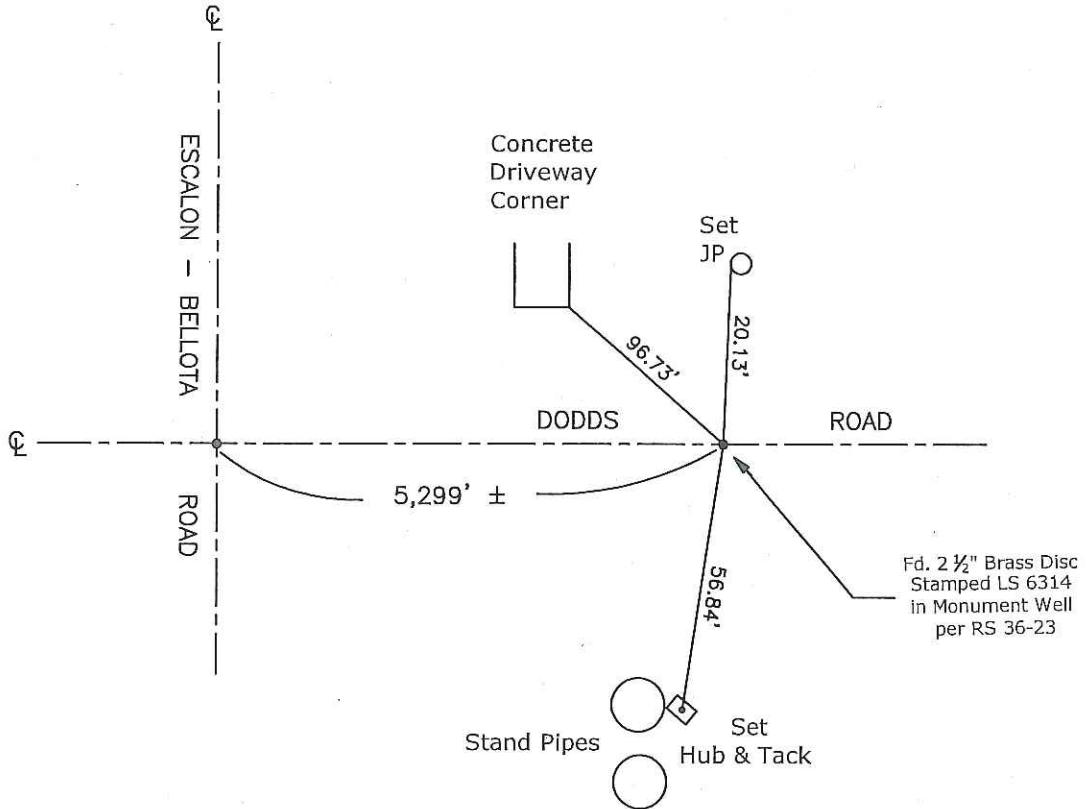 ℄
ESCALON - BELLOTA
ROAD
Concrete
Driveway
Corner
Set
JP
96.73'
20.13'
℄
DODDS ROAD
5,299' ±
56.84'
Fd. 2 ½" Brass Disc
Stamped LS 6314
in Monument Well
per RS 36-23
Stand Pipes
Set
Hub & Tack